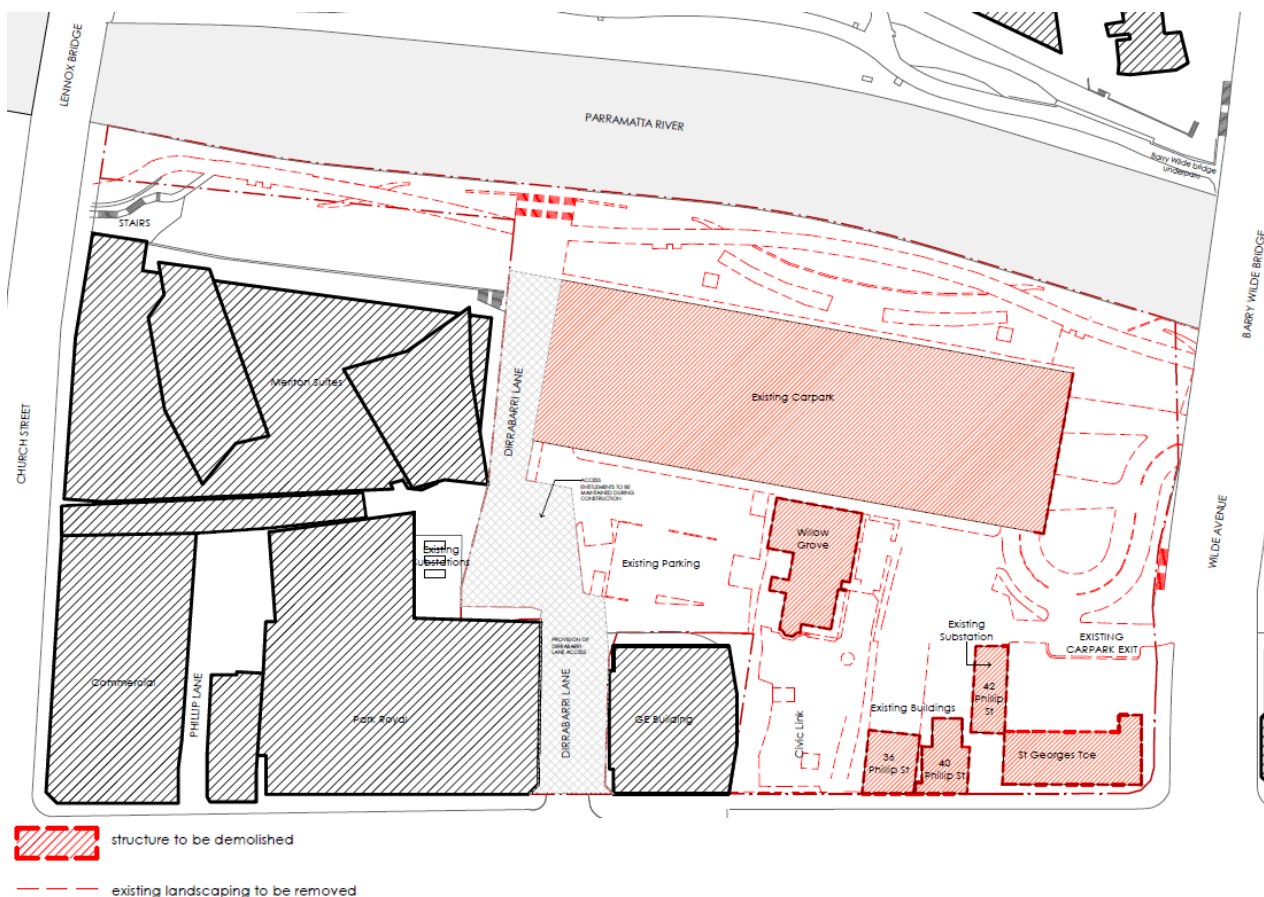 LENNOX BRIDGE
PARRAMATTA RIVER
Barry Wilde bridge
underpass
STAIRS
BARRY WILDE BRIDGE
Menton Suites
DIRRABARRI LANE
Existing Carpark
CHURCH STREET
ACCESS
ENTITLEMENTS TO BE
MAINTAINED DURING
CONSTRUCTION
WILDE AVENUE
Willow
Grove
Existing
Substations
Existing Parking
PROVISION OF
DIRRABARRI
LANE ACCESS
Existing
Substation
EXISTING
CARPARK EXIT
Commercial
PHILLIP LANE
Park Royal
DIRRABARRI LANE
GE Building
Civic Link
Existing Buildings
42
Phillip
St
36
Phillip St
40
Phillip St
St Georges Toe
structure to be demolished
existing landscaping to be removed